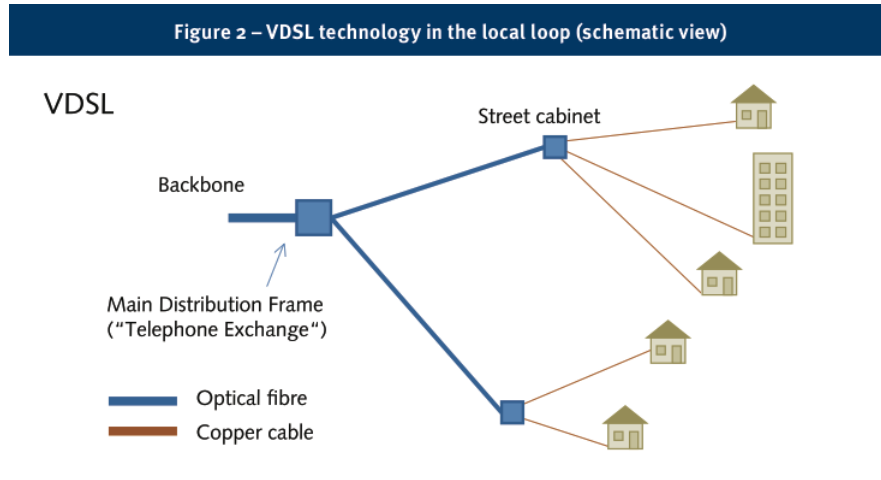 Figure 2 – VDSL technology in the local loop (schematic view)
VDSL
Street cabinet
Backbone
Main Distribution Frame
(“Telephone Exchange“)
Optical fibre
Copper cable